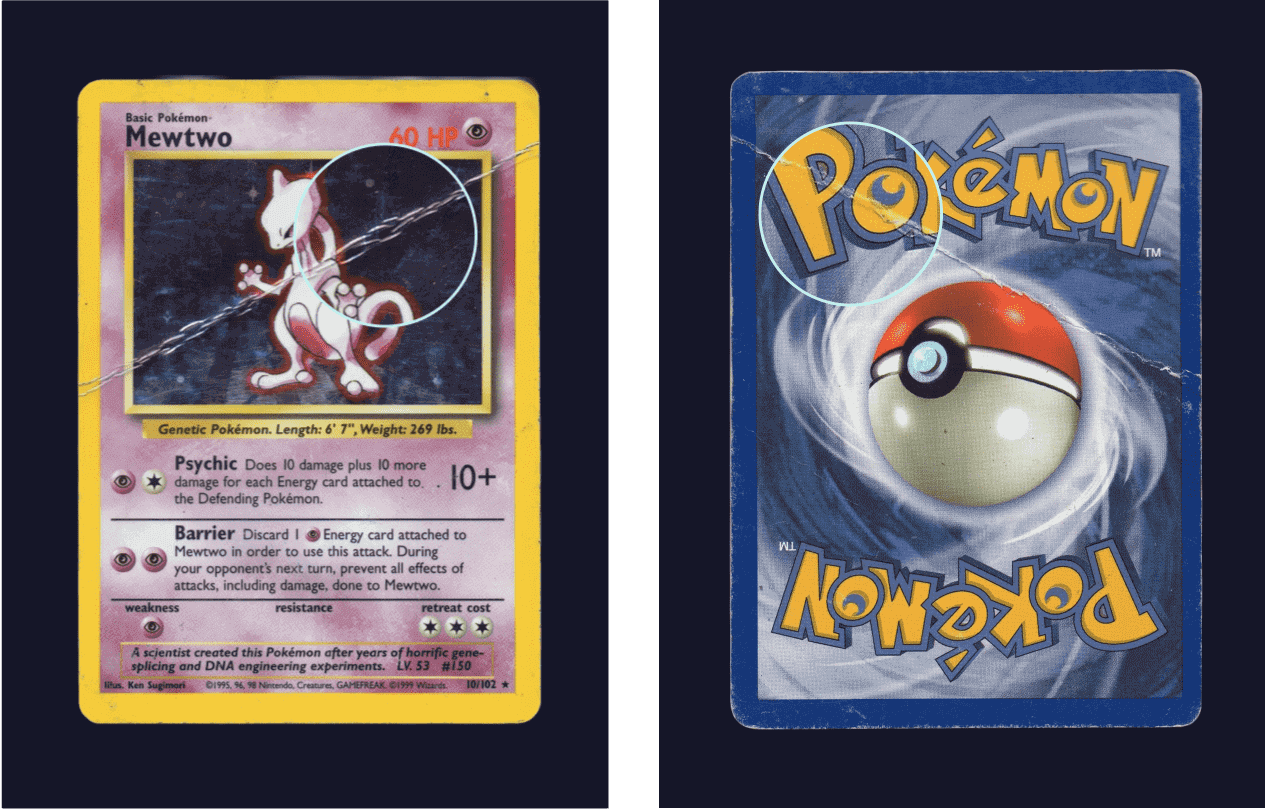 Basic Pokémon
Mewtwo
60 HP
Genetic Pokémon. Length: 6' 7", Weight: 269 lbs.
Psychic Does 10 damage plus 10 more
damage for each Energy card attached to
the Defending Pokémon.
10+
Barrier Discard 1 Energy card attached to
Mewtwo in order to use this attack. During
your opponent's next turn, prevent all effects of
attacks, including damage, done to Mewtwo.
weakness resistance retreat cost
A scientist created this Pokémon after years of horrific gene-
splicing and DNA engineering experiments. LV. 53 #150
Illus. Ken Sugimori ©1995, 96, 98 Nintendo, Creatures, GAMEFREAK. ©1999 Wizards. 10/102 ★
POKéMON
TM
TM
POKéMON